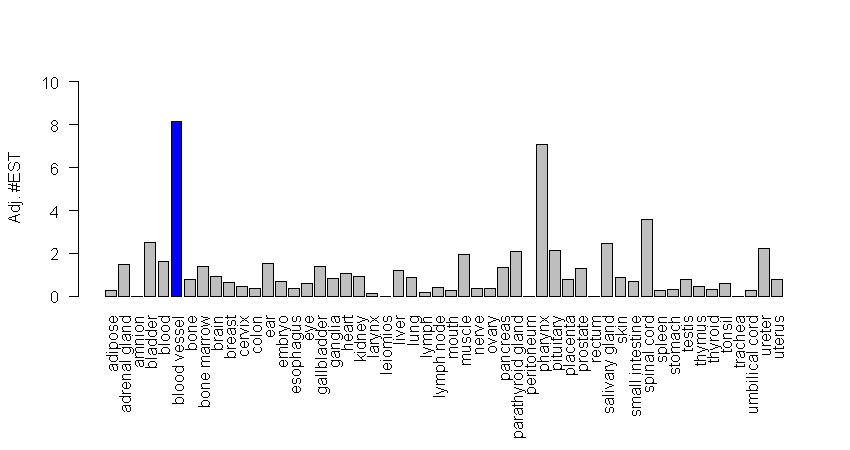 Adj. #EST
10
8
6
4
2
0
adipose
adrenal gland
amnion
bladder
blood
blood vessel
bone
bone marrow
brain
breast
cervix
colon
ear
embryo
esophagus
eye
gallbladder
ganglia
heart
kidney
larynx
leiomios
liver
lung
lymph
lymph node
mouth
muscle
nerve
ovary
pancreas
parathyroid gland
peritoneum
pharynx
pituitary
placenta
prostate
rectum
salivary gland
skin
small intestine
spinal cord
spleen
stomach
testis
thymus
thyroid
tonsil
trachea
umbilical cord
ureter
uterus